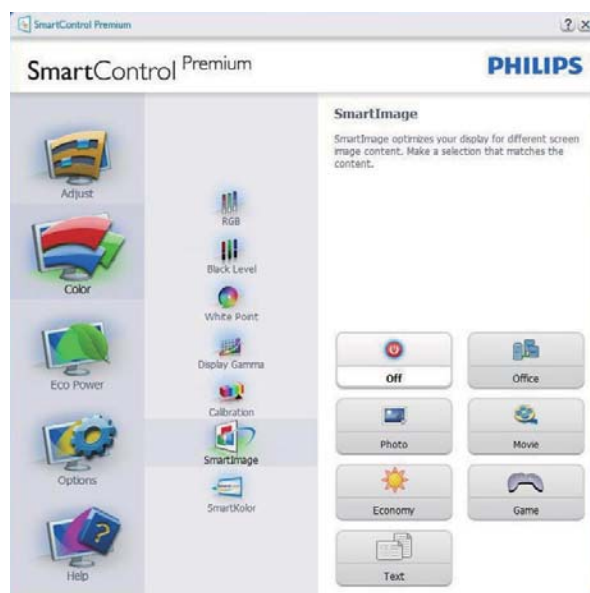 SmartControl Premium
SmartControl Premium
PHILIPS
Adjust
Color
Eco Power
Options
Help
RGB
Black Level
White Point
Display Gamma
Calibration
SmartImage
SmartKolor
SmartImage
SmartImage optimizes your display for different screen
image content. Make a selection that matches the
content.
Off
Office
Photo
Movie
Economy
Game
Text